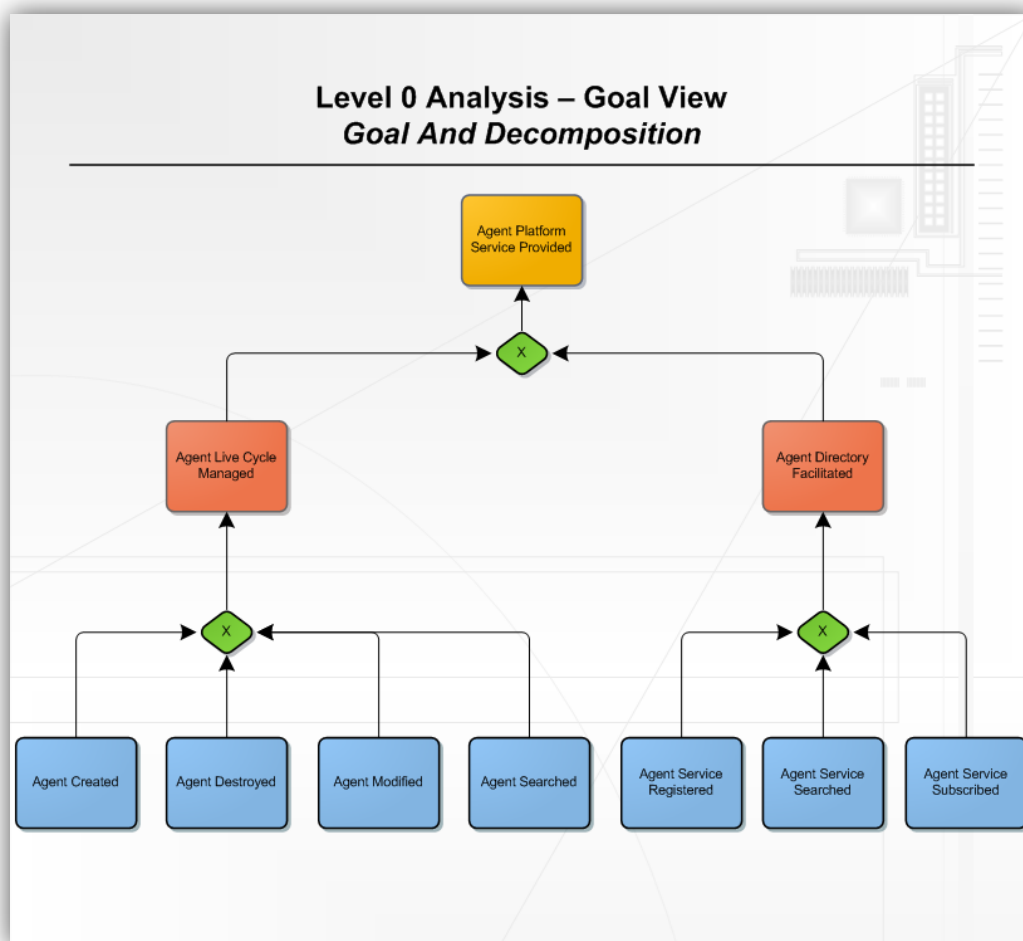 Level 0 Analysis – Goal View
Goal And Decomposition
Agent Platform
Service Provided
X
Agent Live Cycle
Managed
Agent Directory
Facilitated
X
X
Agent Created
Agent Destroyed
Agent Modified
Agent Searched
Agent Service
Registered
Agent Service
Searched
Agent Service
Subscribed